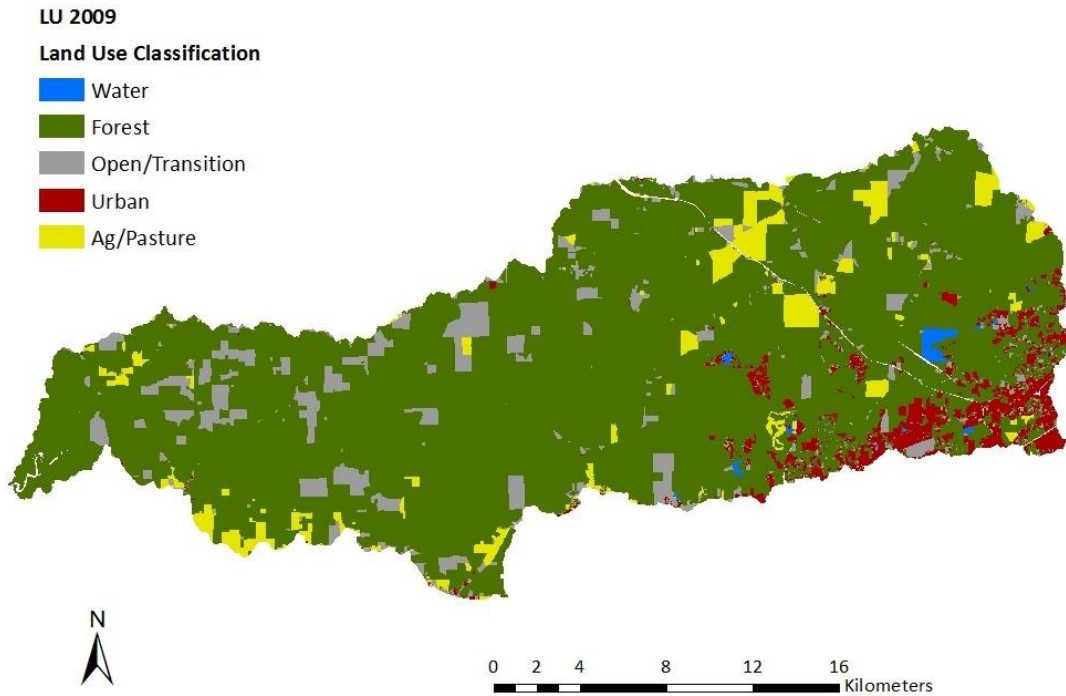 LU 2009
Land Use Classification
Water
Forest
Open/Transition
Urban
Ag/Pasture
N
0 2 4 8 12 16
Kilometers